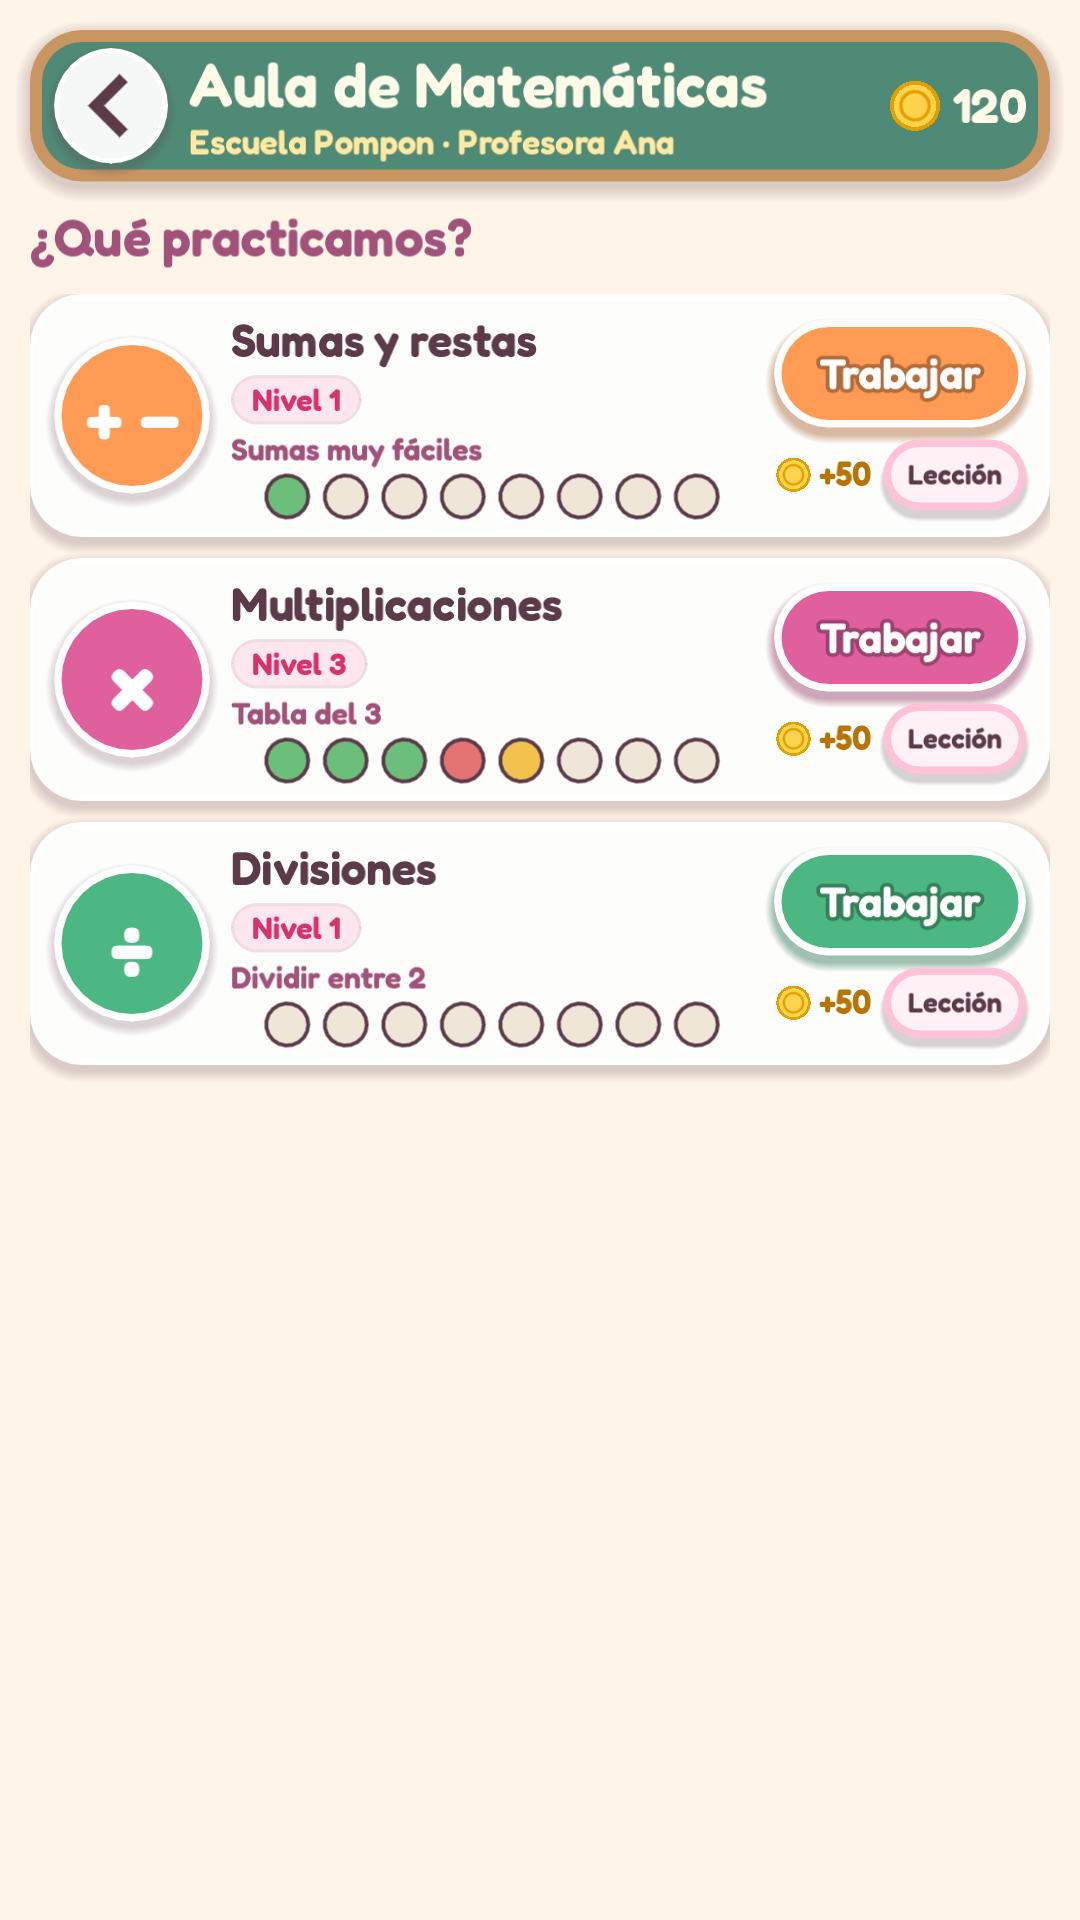 Aula de Matemáticas
Escuela Pompon · Profesora Ana
120
¿Qué practicamos?
Sumas y restas
Nivel 1
Sumas muy fáciles
+ −
Trabajar
+50
Lección
Multiplicaciones
Nivel 3
Tabla del 3
×
Trabajar
+50
Lección
Divisiones
Nivel 1
Dividir entre 2
÷
Trabajar
+50
Lección